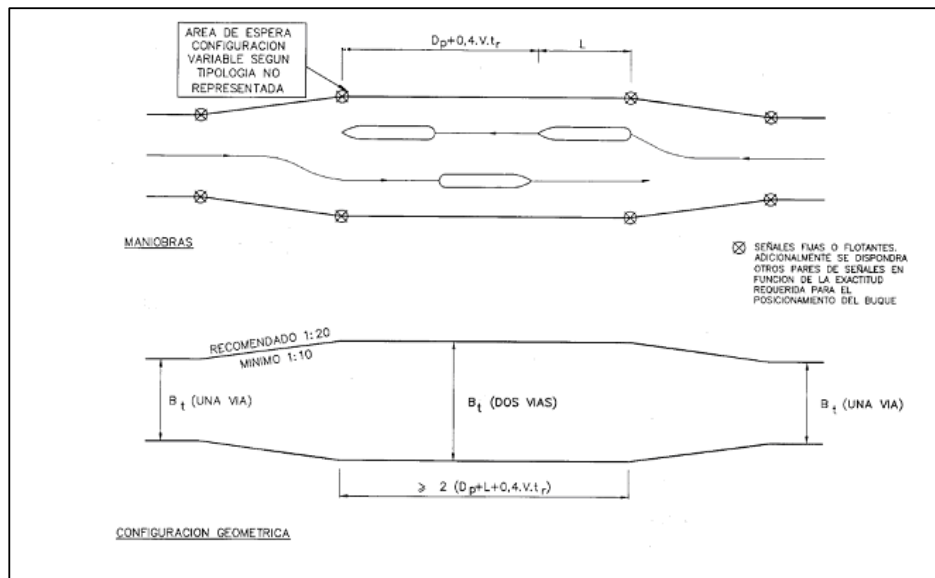 AREA DE ESPERA
CONFIGURACION
VARIABLE SEGUN
TIPOLOGIA NO
REPRESENTADA
Dp+0,4.V.tr
L
MANIOBRAS
SEÑALES FIJAS O FLOTANTES.
ADICIONALMENTE SE DISPONDRA
OTROS PARES DE SEÑALES EN
FUNCION DE LA EXACTITUD
REQUERIDA PARA EL
POSICIONAMIENTO DEL BUQUE
RECOMENDADO 1:20
MINIMO 1:10
Bt (UNA VIA)
Bt (DOS VIAS)
Bt (UNA VIA)
⩾ 2 (Dp+L+0,4.V.tr)
CONFIGURACION GEOMETRICA